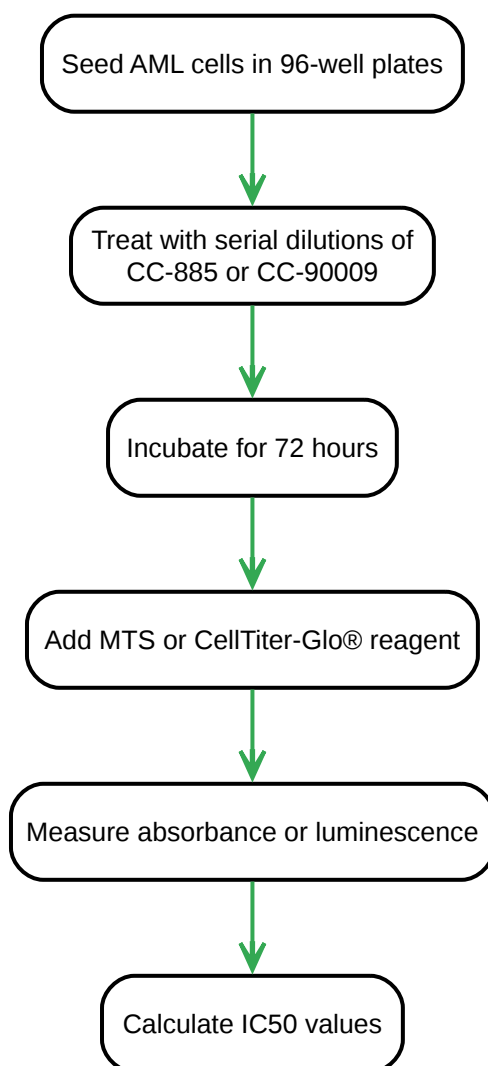 Seed AML cells in 96-well plates
Treat with serial dilutions of
CC-885 or CC-90009
Incubate for 72 hours
Add MTS or CellTiter-Glo® reagent
Measure absorbance or luminescence
Calculate IC50 values